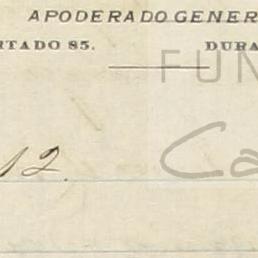 APODERADO GENER
RTADO 85. DURA
FUN
12
Ca